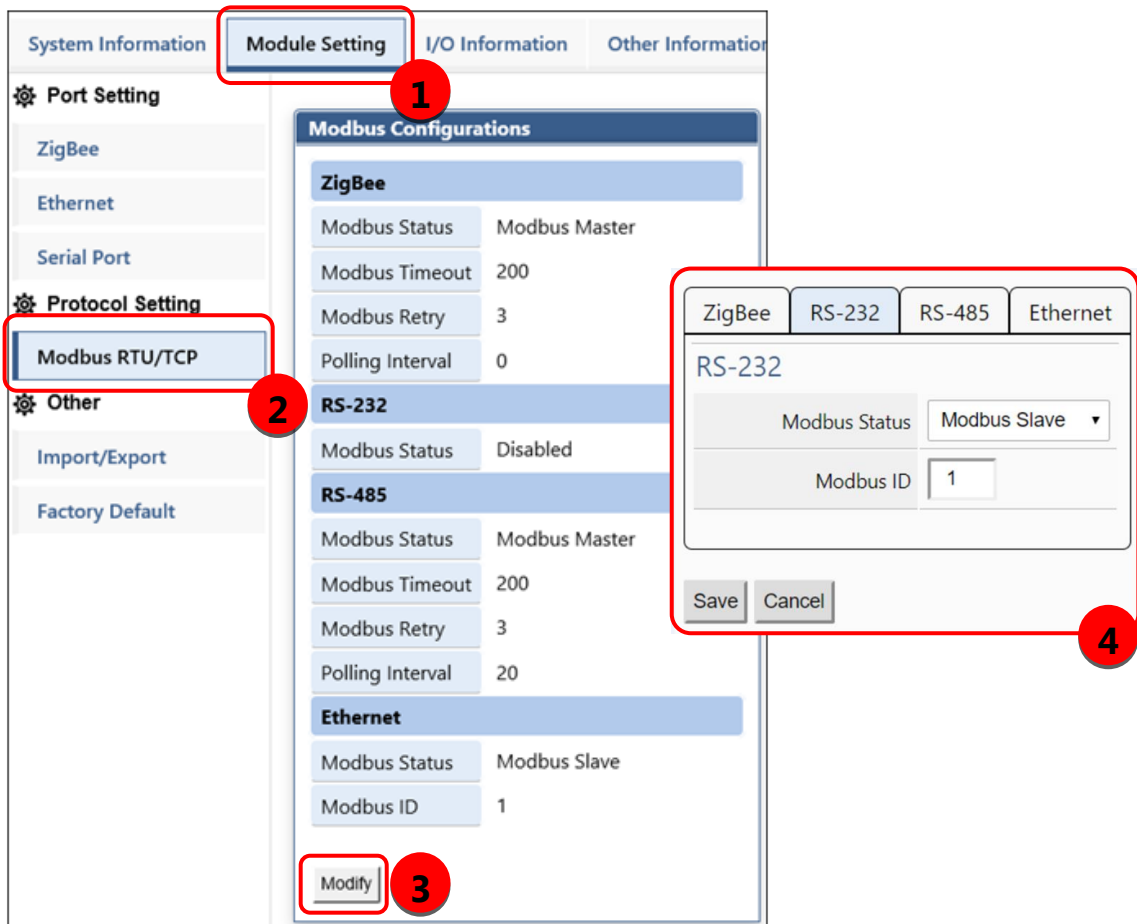 System Information Module Setting I/O Information Other Information
1
Port Setting
ZigBee
Ethernet
Serial Port
Protocol Setting
Modbus RTU/TCP
2
Other
Import/Export
Factory Default
Modbus Configurations
ZigBee
Modbus Status Modbus Master
Modbus Timeout 200
Modbus Retry 3
Polling Interval 0
RS-232
Modbus Status Disabled
RS-485
Modbus Status Modbus Master
Modbus Timeout 200
Modbus Retry 3
Polling Interval 20
Ethernet
Modbus Status Modbus Slave
Modbus ID 1
Modify
3
ZigBee RS-232 RS-485 Ethernet
RS-232
Modbus Status Modbus Slave
Modbus ID 1
Save Cancel
4